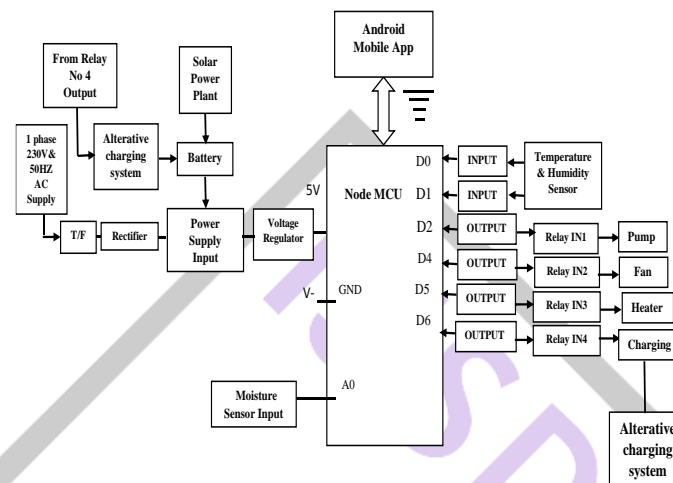 Android
Mobile App
From Relay
No 4
Output
Solar
Power
Plant
1 phase
230V&
50HZ
AC
Supply
Alterative
charging
system
Battery
T/F
Rectifier
Power
Supply
Input
Voltage
Regulator
5V
Node MCU
V-
GND
A0
Moisture
Sensor Input
D0
INPUT
Temperature
& Humidity
Sensor
D1
INPUT
D2
OUTPUT
Relay IN1
Pump
D4
OUTPUT
Relay IN2
Fan
D5
OUTPUT
Relay IN3
Heater
D6
OUTPUT
Relay IN4
Charging
Alterative
charging
system